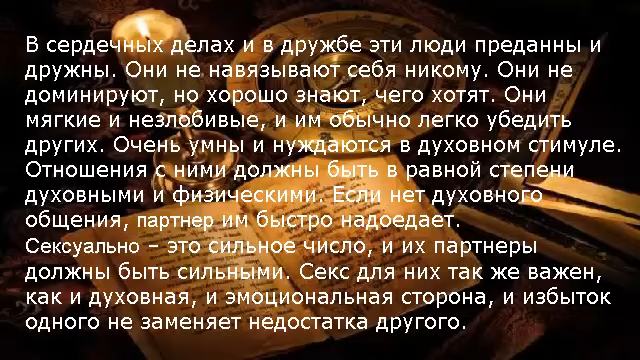 В сердечных делах и в дружбе эти люди преданны и
дружны. Они не навязывают себя никому. Они не
доминируют, но хорошо знают, чего хотят. Они
мягкие и незлобивые, и им обычно легко убедить
других. Очень умны и нуждаются в духовном стимуле.
Отношения с ними должны быть в равной степени
духовными и физическими. Если нет духовного
общения, партнер им быстро надоедает.
Сексуально – это сильное число, и их партнеры
должны быть сильными. Секс для них так же важен,
как и духовная, и эмоциональная сторона, и избыток
одного не заменяет недостатка другого.